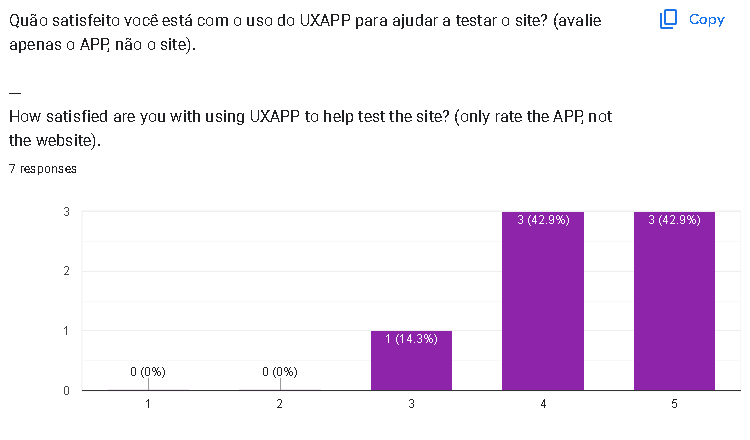 Quão satisfeito você está com o uso do UXAPP para ajudar a testar o site? (avalie
apenas o APP, não o site).
Copy
__
How satisfied are you with using UXAPP to help test the site? (only rate the APP, not
the website).
7 responses
3
2
1
0
0 (0%)
0 (0%)
1 (14.3%)
3 (42.9%)
3 (42.9%)
1
2
3
4
5